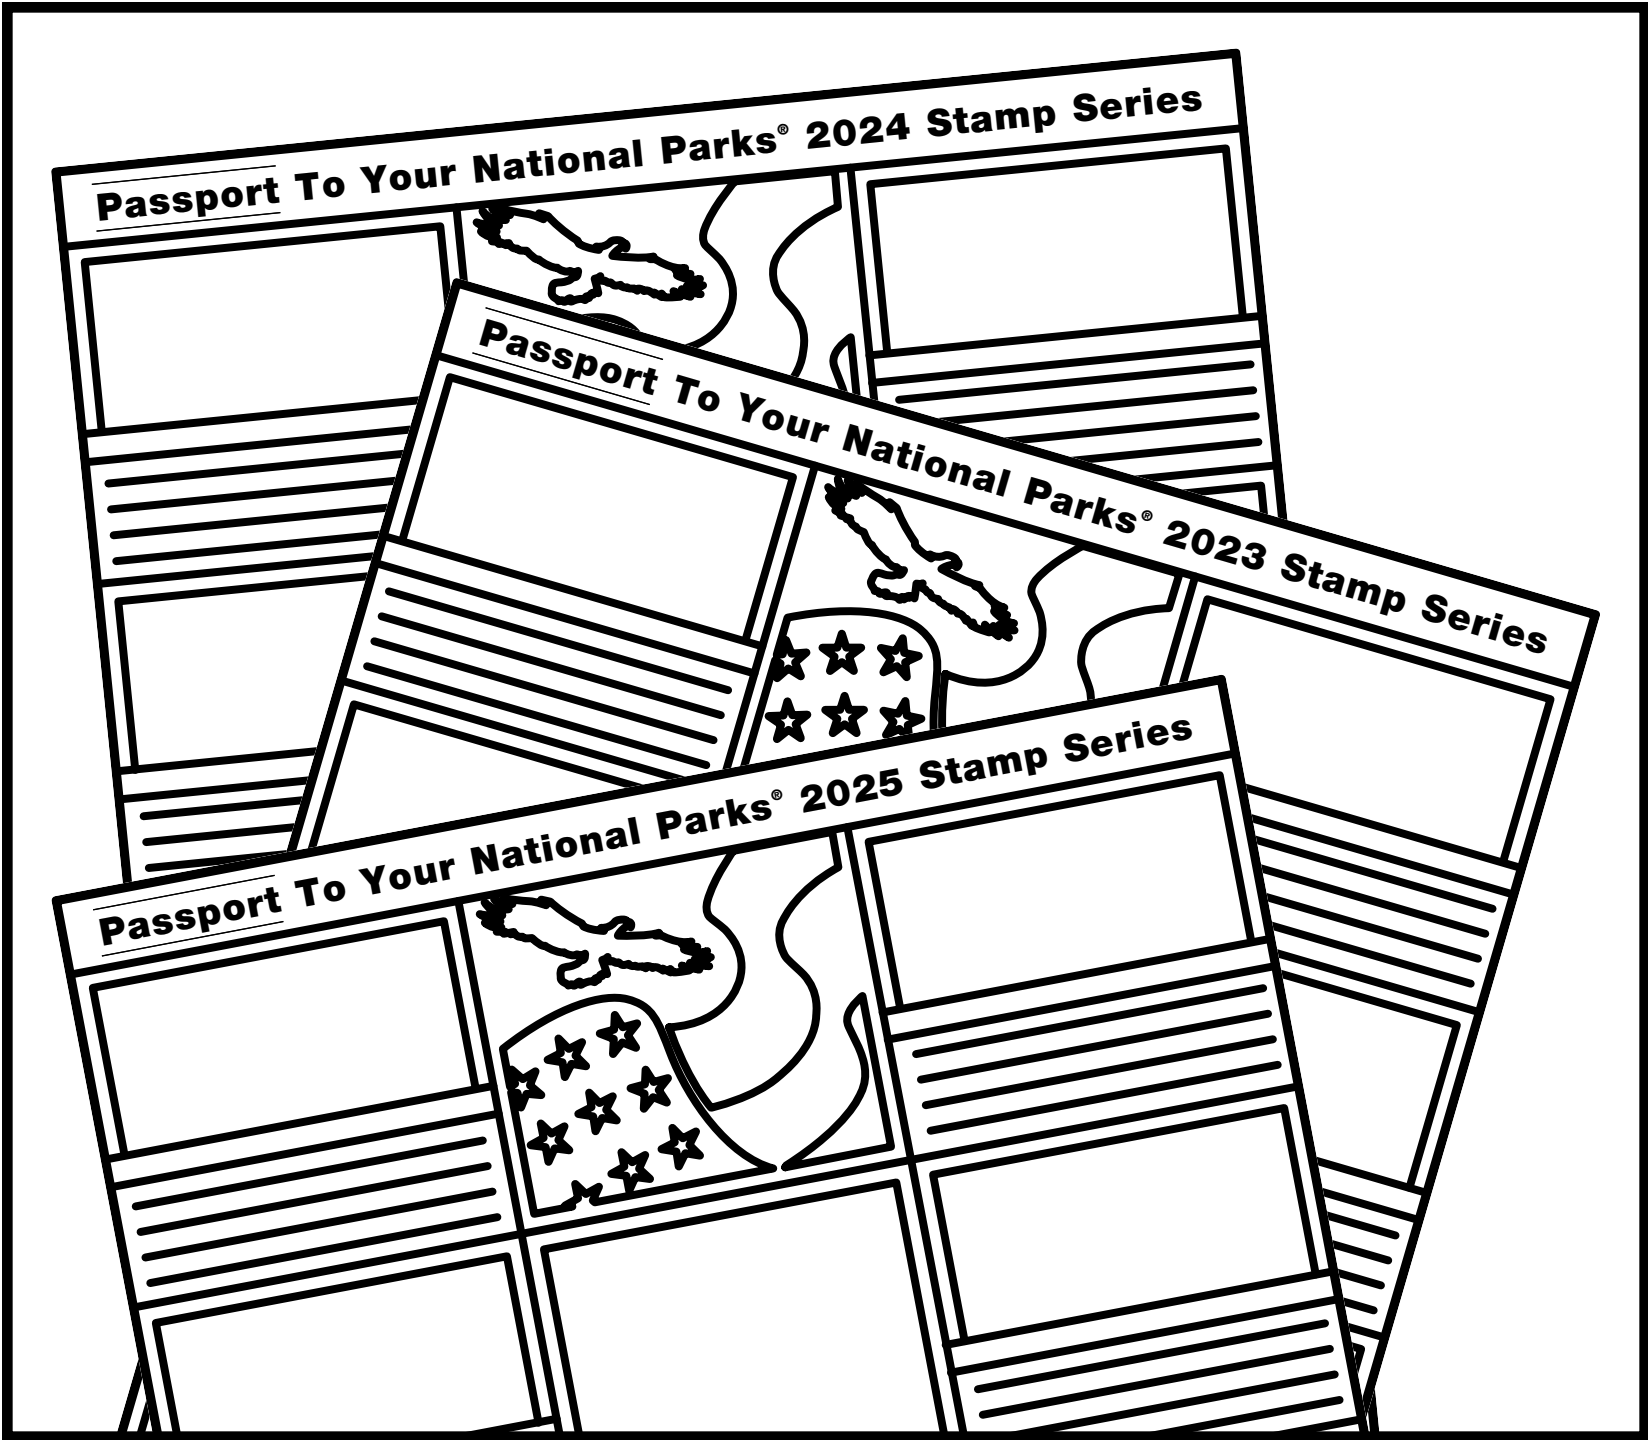 Passport To Your National Parks® 2024 Stamp Series
Passport To Your National Parks® 2023 Stamp Series
Passport To Your National Parks® 2025 Stamp Series